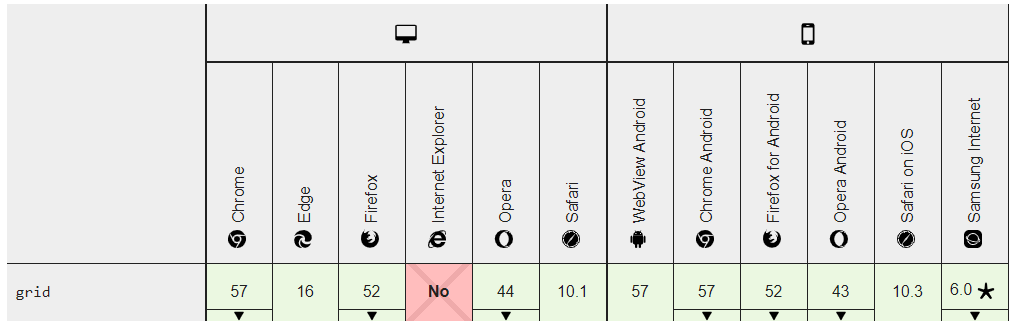 Chrome
Edge
Firefox
Internet Explorer
Opera
Safari
WebView Android
Chrome Android
Firefox for Android
Opera Android
Safari on iOS
Samsung Internet
grid 57 16 52 No 44 10.1 57 57 52 43 10.3 6.0 ★